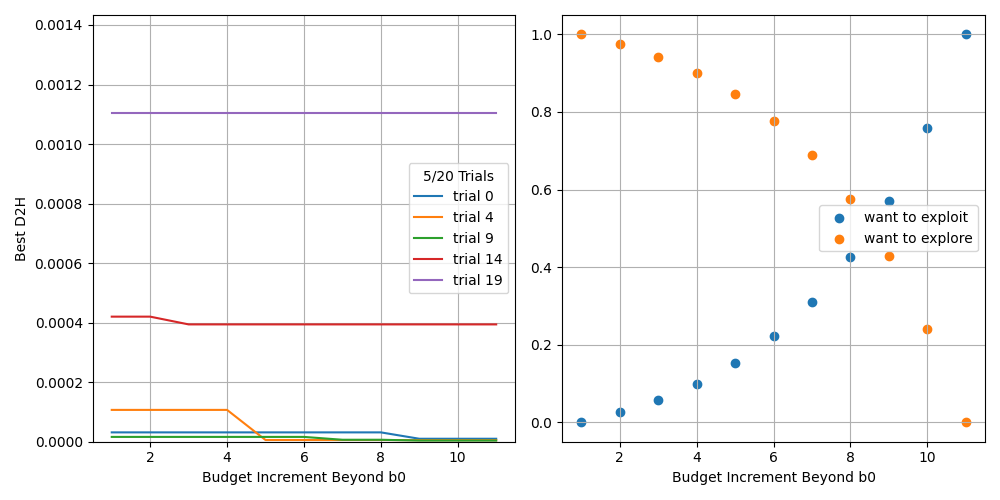 0.0014
0.0012
0.0010
0.0008
0.0006
0.0004
0.0002
0.0000
2 4 6 8 10
Budget Increment Beyond b0
Best D2H
5/20 Trials
trial 0
trial 4
trial 9
trial 14
trial 19
1.0
0.8
0.6
0.4
0.2
0.0
2 4 6 8 10
Budget Increment Beyond b0
want to exploit
want to explore